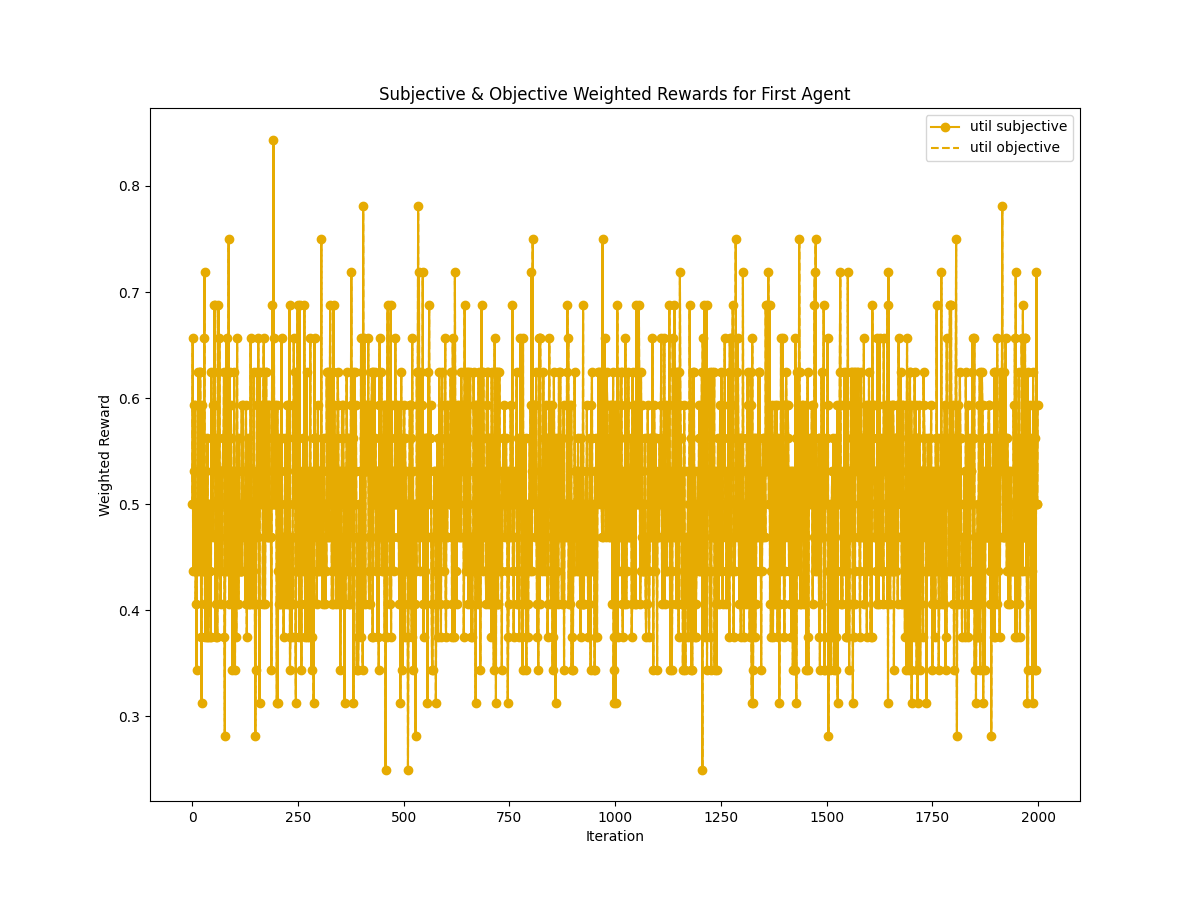 Subjective & Objective Weighted Rewards for First Agent
util subjective
util objective
0.8
0.7
0.6
0.5
0.4
0.3
Weighted Reward
0 250 500 750 1000 1250 1500 1750 2000
Iteration